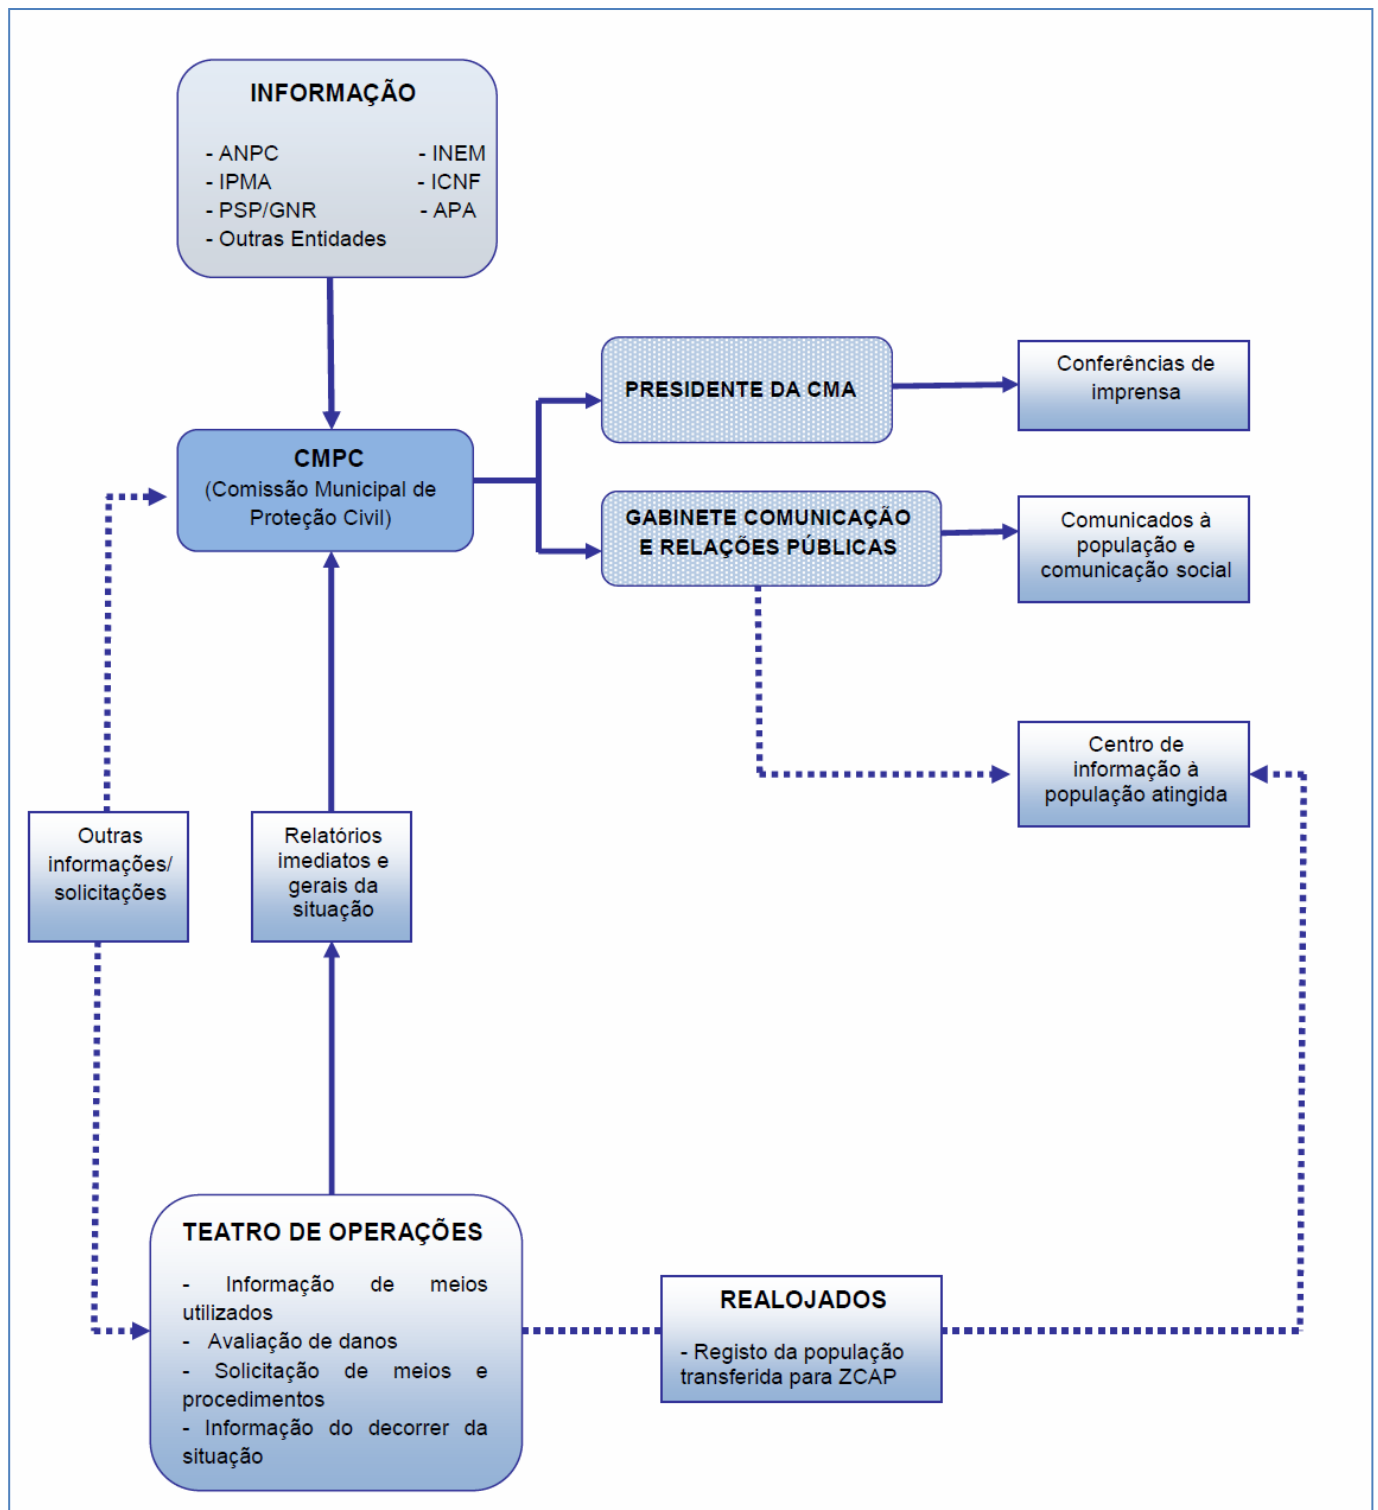 INFORMAÇÃO
- ANPC - INEM
- IPMA - ICNF
- PSP/GNR - APA
- Outras Entidades
PRESIDENTE DA CMA
Conferências de
imprensa
CMPC
(Comissão Municipal de
Proteção Civil)
GABINETE COMUNICAÇÃO
E RELAÇÕES PÚBLICAS
Comunicados à
população e
comunicação social
Centro de
informação à
população atingida
Outras
informações/
solicitações
Relatórios
imediatos e
gerais da
situação
TEATRO DE OPERAÇÕES
- Informação de meios
utilizados
- Avaliação de danos
- Solicitação de meios e
procedimentos
- Informação do decorrer da
situação
REALOJADOS
- Registo da população
transferida para ZCAP